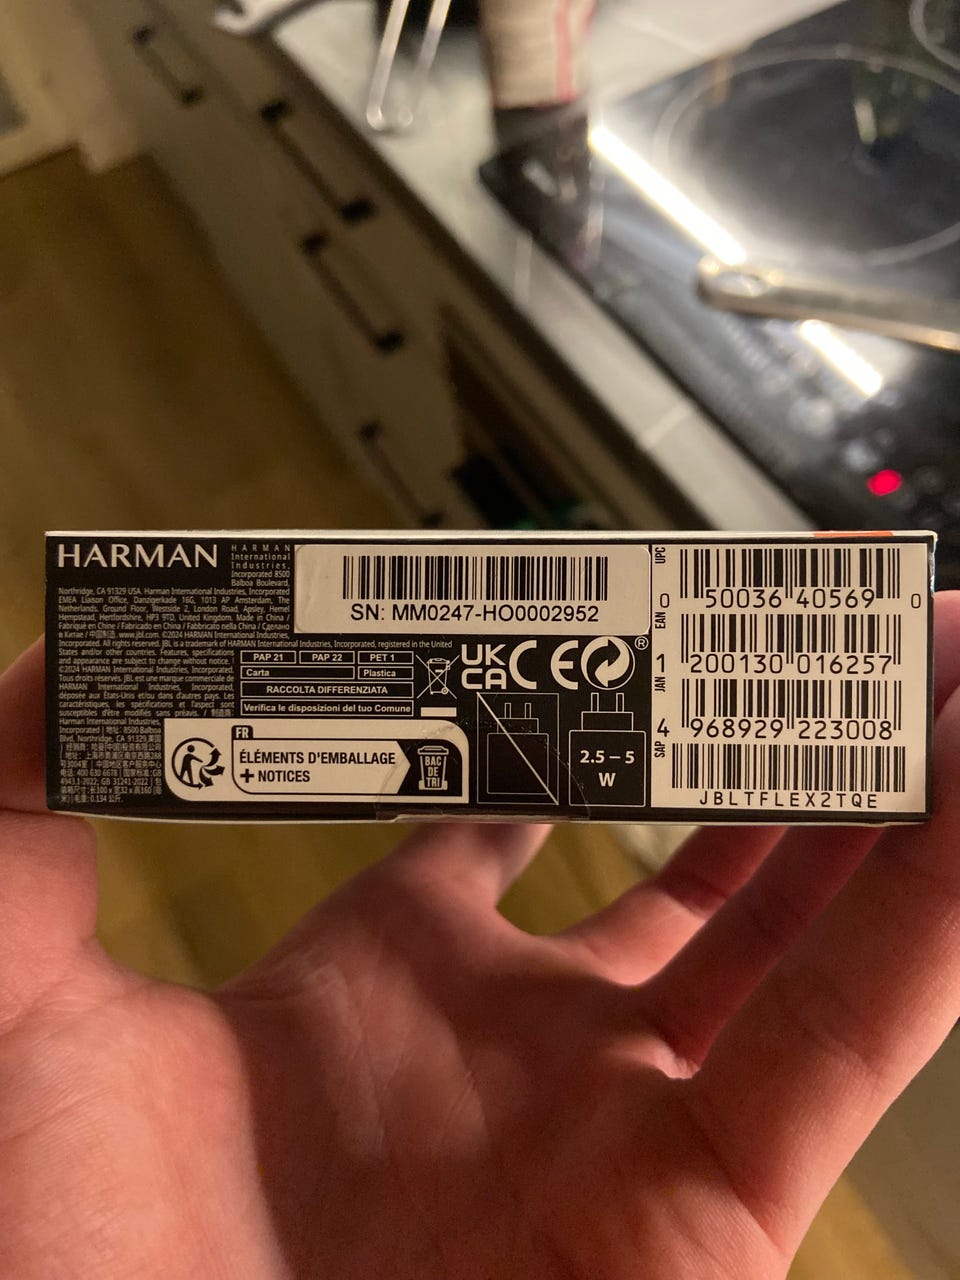 HARMAN
HARMAN
International
Industries,
Incorporated 8500
Balboa Boulevard,
Northridge, CA 91329 USA. Harman International Industries, Incorporated
EMEA Liaison Office, Danzigerkade 16G, 1013 AP Amsterdam, The
Netherlands, Ground Floor, Westside 2, London Road, Apsley, Hemel
Hempstead, Hertfordshire, HP3 9TD, United Kingdom. Made in China /
Fabriqué en Chine / Fabricado en China / Fabbricato nella China / Сделано
в Китае / 中国制造 www.jbl.com. ©2024 HARMAN International Industries,
Incorporated. All rights reserved. JBL is a trademark of HARMAN International Industries, Incorporated, registered in the United
States and/or other countries. Features, specifications
and appearance are subject to change without notice. |
©2024 HARMAN International Industries, Incorporated.
Tous droits réservés. JBL est une marque commerciale de
HARMAN International Industries, Incorporated,
déposée aux États-Unis et/ou dans d'autres pays. Les
caractéristiques, les spécifications et l'aspect sont
susceptibles d'être modifiés sans préavis. / 制造商:
Harman International Industries,
Incorporated | 地址: 8500 Balboa
Blvd, Northridge, CA 91329,美国
SN: MM0247-HO0002952
PAP 21 PAP 22 PET 1
Carta Plastica
RACCOLTA DIFFERENZIATA
Verifica le disposizioni del tuo Comune
UK
CA
CE
®
FR
ÉLÉMENTS D'EMBALLAGE
+ NOTICES
BAC
DE
TRI
2.5 – 5
W
UPC
0 50036 40569 0
EAN
1 200130 016257
JAN
4 968929 223008
SAP
JBLTFLEX2TQE